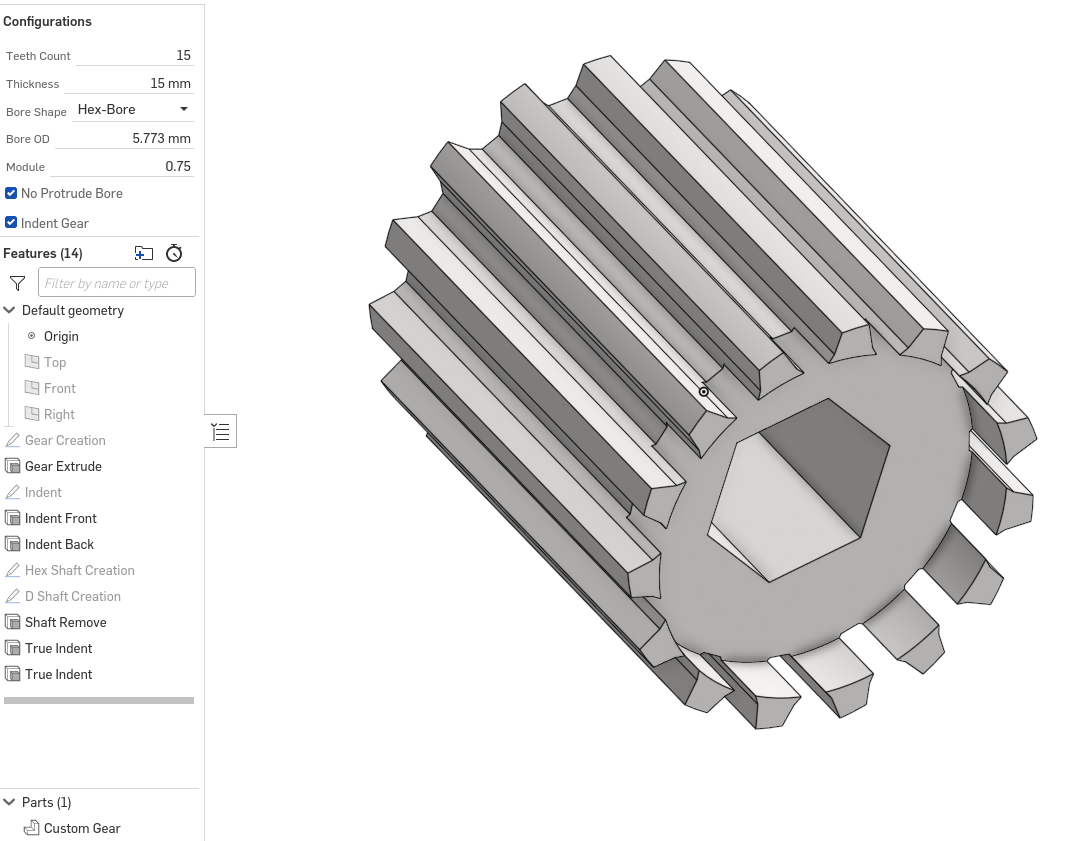 Configurations
Teeth Count 15
Thickness 15 mm
Bore Shape Hex-Bore
Bore OD 5.773 mm
Module 0.75
No Protrude Bore
Indent Gear
Features (14)
Filter by name or type
Default geometry
Origin
Top
Front
Right
Gear Creation
Gear Extrude
Indent
Indent Front
Indent Back
Hex Shaft Creation
D Shaft Creation
Shaft Remove
True Indent
True Indent
Parts (1)
Custom Gear